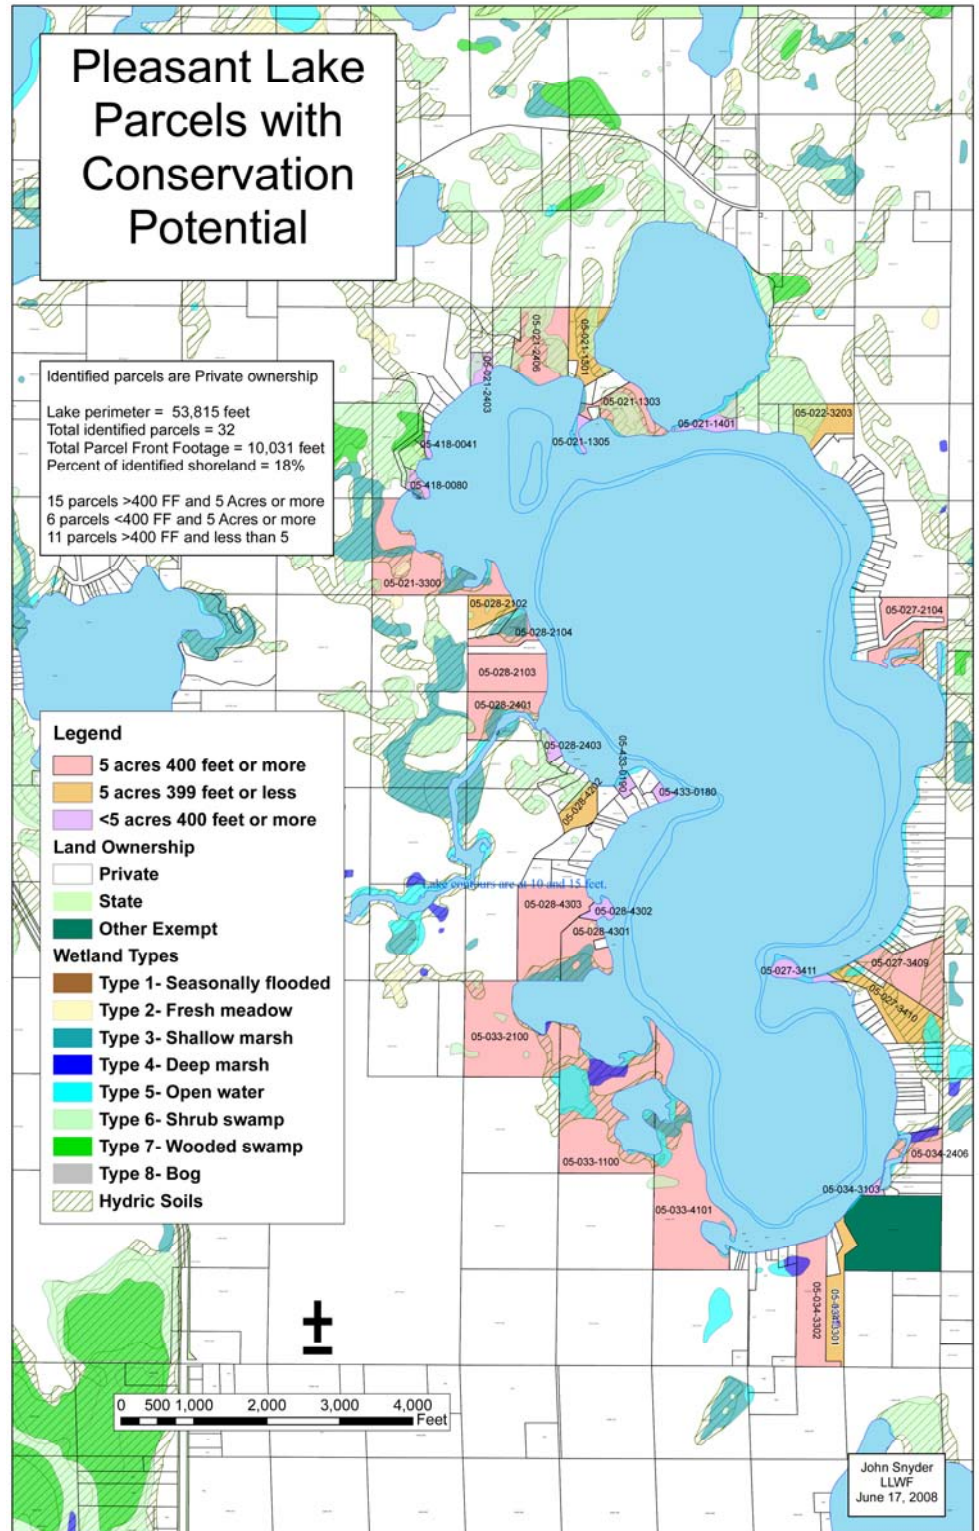 Pleasant Lake
Parcels with
Conservation
Potential
Identified parcels are Private ownership
Lake perimeter = 53,815 feet
Total identified parcels = 32
Total Parcel Front Footage = 10,031 feet
Percent of identified shoreland = 18%
15 parcels >400 FF and 5 Acres or more
6 parcels <400 FF and 5 Acres or more
11 parcels >400 FF and less than 5
05-021-2406
05-021-1501
05-021-2403
05-021-1303
05-021-1401
05-022-3203
05-418-0041
05-021-1305
05-418-0080
05-021-3300
05-028-2102
05-027-2104
05-028-2104
05-028-2103
05-028-2401
05-028-2403
05-433-0190
05-433-0180
05-028-4202
Lake contours are at 10 and 15 feet.
05-028-4303
05-028-4302
05-028-4301
05-027-3409
05-027-3411
05-027-3410
05-033-2100
05-034-2406
05-033-1100
05-034-3103
05-033-4101
05-034-3302
05-034-3301
Legend
5 acres 400 feet or more
5 acres 399 feet or less
<5 acres 400 feet or more
Land Ownership
Private
State
Other Exempt
Wetland Types
Type 1- Seasonally flooded
Type 2- Fresh meadow
Type 3- Shallow marsh
Type 4- Deep marsh
Type 5- Open water
Type 6- Shrub swamp
Type 7- Wooded swamp
Type 8- Bog
Hydric Soils
0 500 1,000 2,000 3,000 4,000
Feet
John Snyder
LLWF
June 17, 2008